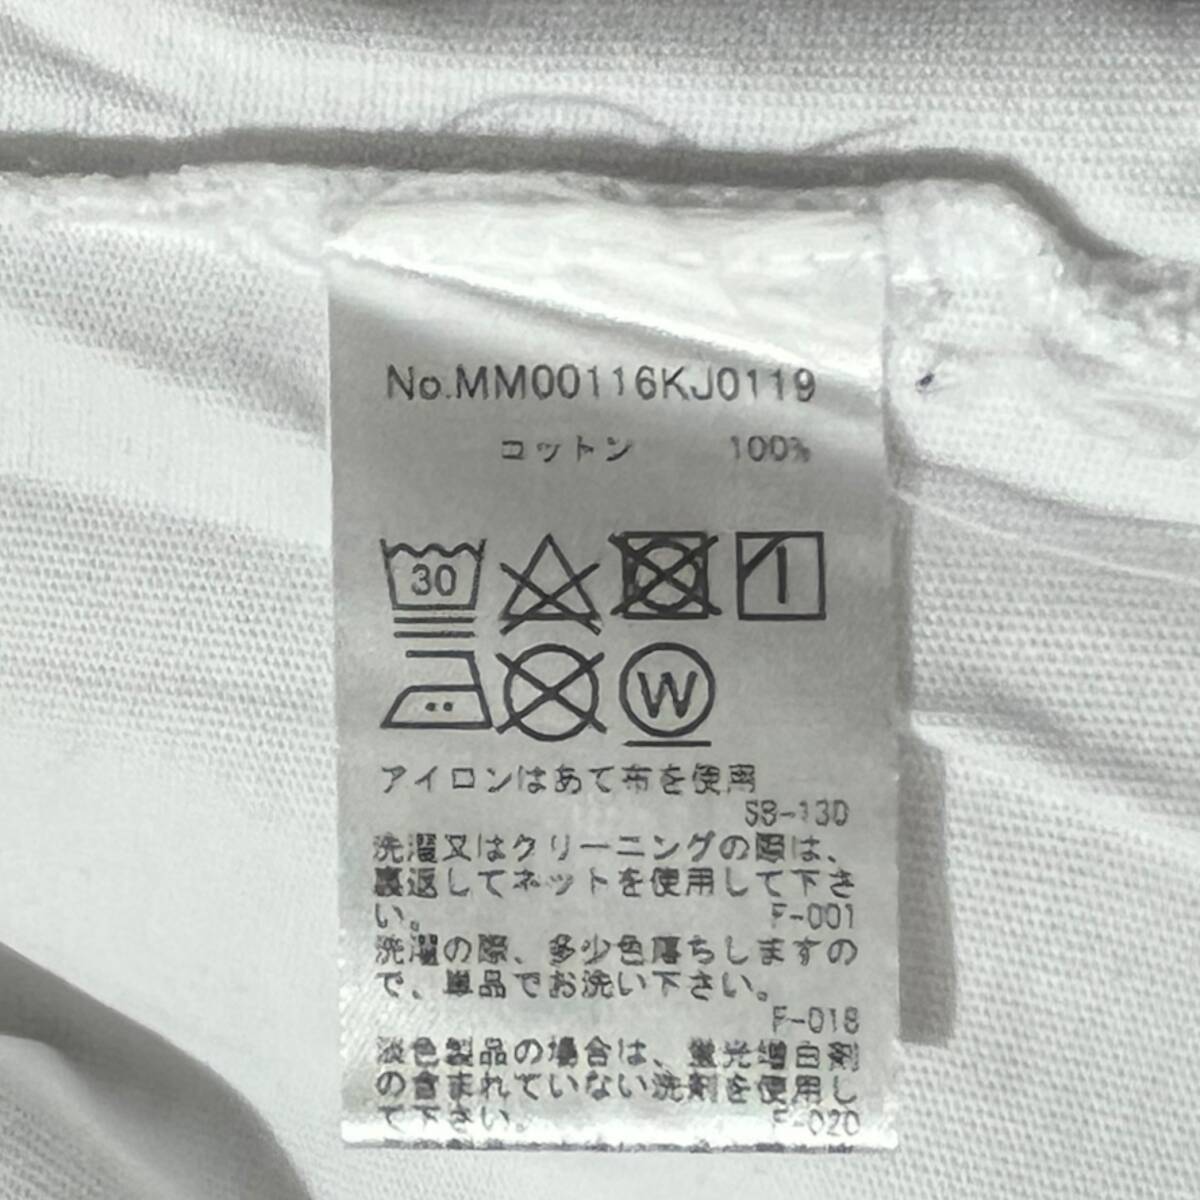 No.MM00116KJ0119
コットン 100%
30
W
アイロンはあて布を使用
SB-130
洗濯又はクリーニングの際は、
裏返してネットを使用して下さ
い。 F-001
洗濯の際、多少色落ちしますの
で、単品でお洗い下さい。
F-018
淡色製品の場合は、蛍光増白剤
の含まれていない洗剤を使用し
て下さい。 F-020